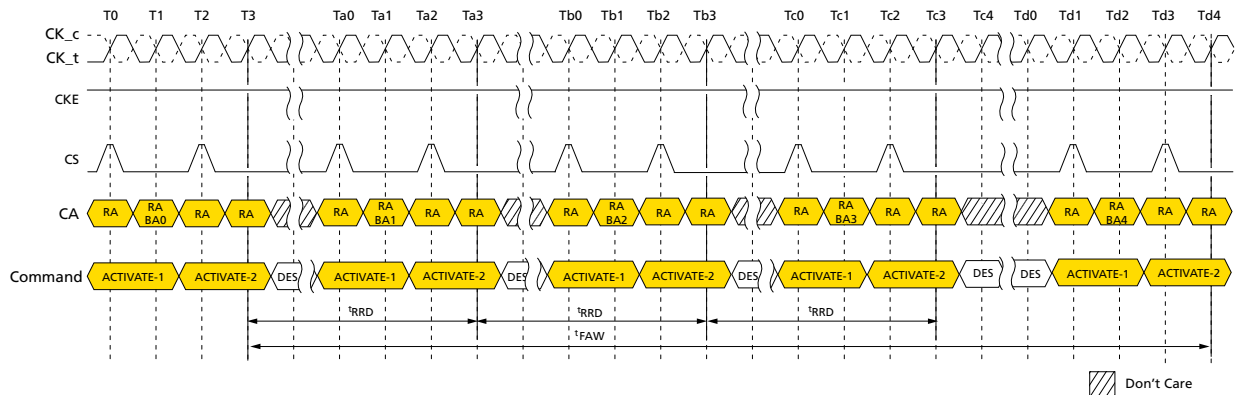 T0 T1 T2 T3 Ta0 Ta1 Ta2 Ta3 Tb0 Tb1 Tb2 Tb3 Tc0 Tc1 Tc2 Tc3 Tc4 Td0 Td1 Td2 Td3 Td4
CK_c
CK_t
CKE
CS
CA RA RA BA0 RA RA RA RA BA1 RA RA RA RA BA2 RA RA RA RA BA3 RA RA RA RA BA4 RA RA
Command ACTIVATE-1 ACTIVATE-2 DES ACTIVATE-1 ACTIVATE-2 DES ACTIVATE-1 ACTIVATE-2 DES ACTIVATE-1 ACTIVATE-2 DES DES ACTIVATE-1 ACTIVATE-2
tRRD tRRD tRRD
tFAW
Don't Care